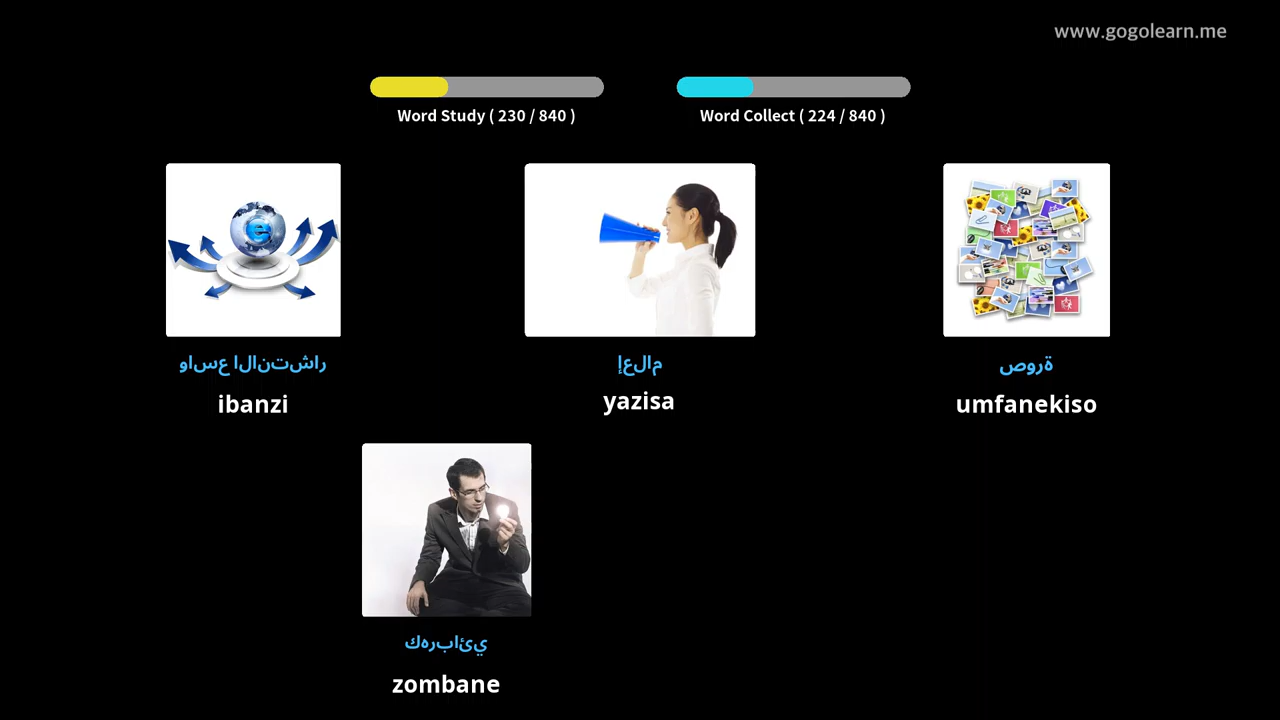 www.gogolearn.me
Word Study ( 230 / 840 )
Word Collect ( 224 / 840 )
واسع الانتشار
ibanzi
إعلام
yazisa
صورة
umfanekiso
كهربائي
zombane